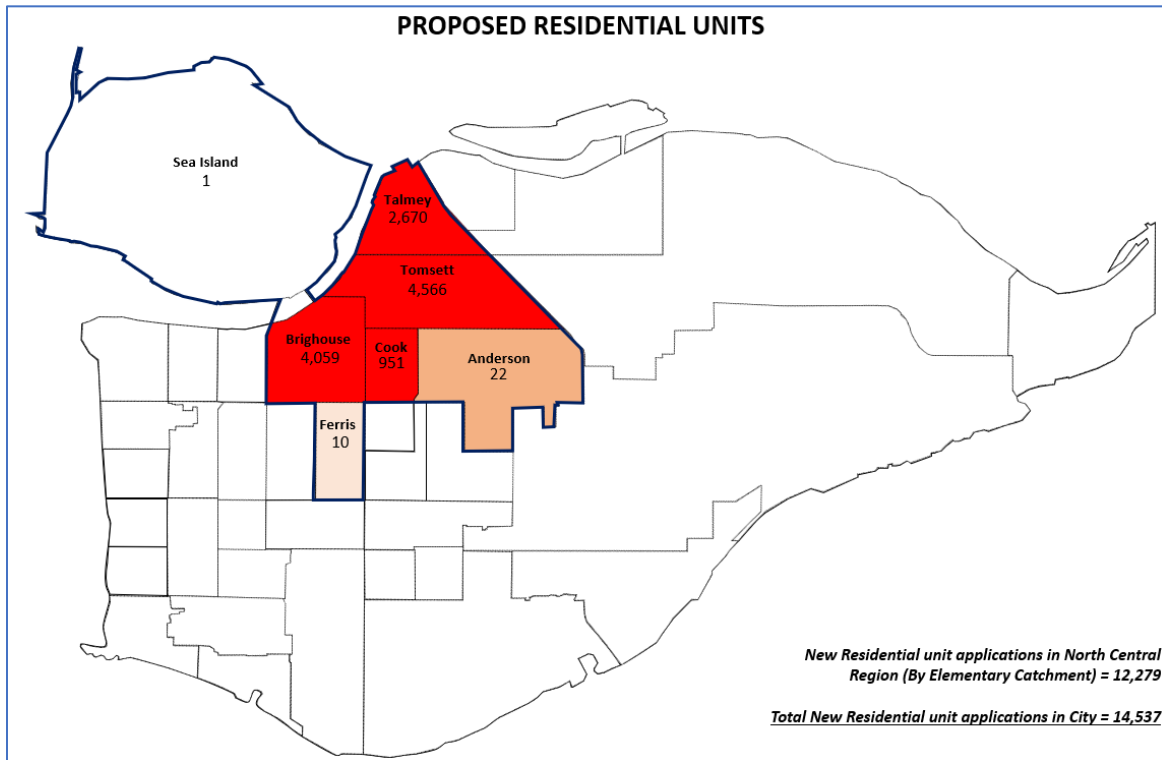 PROPOSED RESIDENTIAL UNITS
Sea Island
1
Talmey
2,670
Tomsett
4,566
Brighouse
4,059
Cook
951
Anderson
22
Ferris
10
New Residential unit applications in North Central
Region (By Elementary Catchment) = 12,279
Total New Residential unit applications in City = 14,537